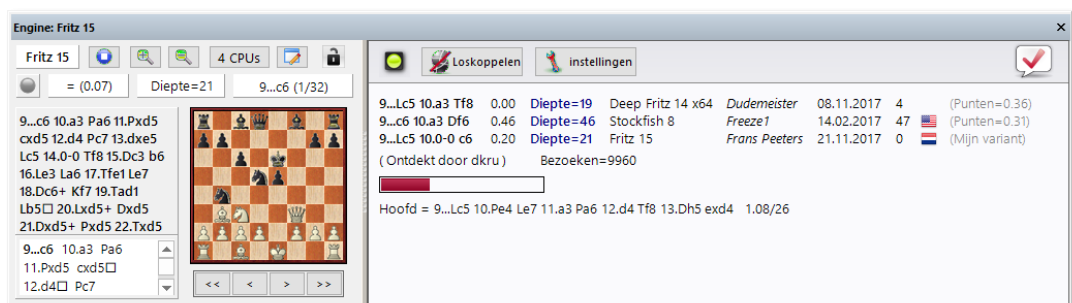 Engine: Fritz 15
x
Fritz 15
4 CPUs
= (0.07)
Diepte=21
9...c6 (1/32)
9...c6 10.a3 Pa6 11.Pxd5
cxd5 12.d4 Pc7 13.dxe5
Lc5 14.0-0 Tf8 15.Dc3 b6
16.Le3 La6 17.Tfe1 Le7
18.Dc6+ Kf7 19.Tad1
Lb5□ 20.Lxd5+ Dxd5
21.Dxd5+ Pxd5 22.Txd5
9...c6 10.a3 Pa6
11.Pxd5 cxd5□
12.d4□ Pc7
<< < > >>
Loskoppelen
instellingen
9...Lc5 10.a3 Tf8 0.00 Diepte=19 Deep Fritz 14 x64 Dudemeister 08.11.2017 4 (Punten=0.36)
9...c6 10.a3 Df6 0.46 Diepte=46 Stockfish 8 Freeze1 14.02.2017 47 (Punten=0.31)
9...Lc5 10.0-0 c6 0.20 Diepte=21 Fritz 15 Frans Peeters 21.11.2017 0 (Mijn variant)
( Ontdekt door dkru ) Bezoeken=9960
Hoofd = 9...Lc5 10.Pe4 Le7 11.a3 Pa6 12.d4 Tf8 13.Dh5 exd4 1.08/26